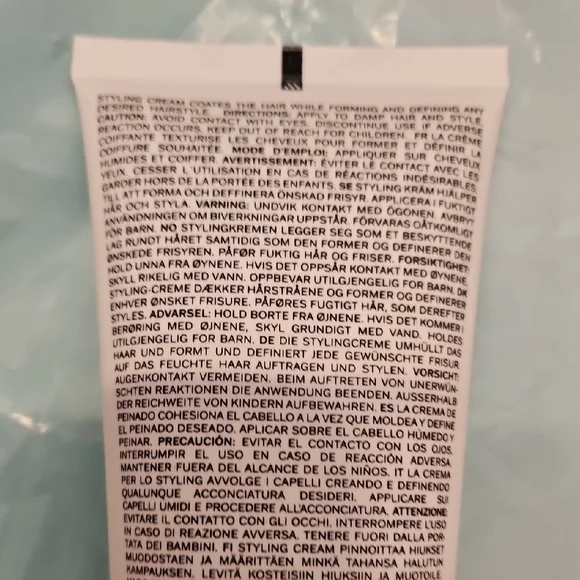 STYLING CREAM COATES THE HAIR WHILE FORMING AND DEFINING ANY
DESIRED HAIRSTYLE. DIRECTIONS: APPLY TO DAMP HAIR AND STYLE.
CAUTION: AVOID CONTACT WITH EYES. DISCONTINUE USE IF ADVERSE
REACTION OCCURS. KEEP OUT OF REACH FOR CHILDREN. FR LA CRÈME
COIFFANTE TEXTURISE LES CHEVEUX POUR FORMER ET DÉFINIR LA
COIFFURE SOUHAITÉE. MODE D'EMPLOI: APPLIQUER SUR CHEVEUX
HUMIDES ET COIFFER. AVERTISSEMENT: ÉVITER LE CONTACT AVEC LES
YEUX. CESSER L'UTILISATION EN CAS DE RÉACTIONS INDÉSIRABLES.
GARDER HORS DE LA PORTÉE DES ENFANTS. SE STYLING KRÄM HJÄLPER
TILL ATT FORMA OCH DEFFINERA ÖNSKAD FRISYR. APPLICERA I FUKTIGT
HÅR OCH STYLA. VARNING: UNDVIK KONTAKT MED ÖGONEN. AVBRYT
ANVÄNDNINGEN OM BIVERKNINGAR UPPSTÅR. FÖRVARAS OÅTKOMLIGT
FÖR BARN. NO STYLINGKREMEN LEGGER SEG SOM ET BESKYTTENDE
LAG RUNDT HÅRET SAMTIDIG SOM DEN FORMER OG DEFINERER DEN
ØNSKEDE FRISYREN. PÅFØR FUKTIG HÅR OG FRISER. FORSIKTIGHET:
HOLD UNNA FRA ØYNENE. HVIS DET OPPSÅR KONTAKT MED ØYNENE,
SKYLL RIKELIG MED VANN. OPPBEVAR UTILGJENGELIG FOR BARN. DK
STYLING-CREME DÆKKER HÅRSTRÅENE OG FORMER OG DEFINERER
ENHVER ØNSKET FRISURE. PÅFØRES FUGTIGT HÅR, SOM DEREFTER
STYLES. ADVARSEL: HOLD BORTE FRA ØJNENE. HVIS DET KOMMER I
BERØRING MED ØJNENE, SKYL GRUNDIGT MED VAND. HOLDES
UTILGJENGELIG FOR BARN. DE DIE STYLINGCREME UMHÜLLT DAS
HAAR UND FORMT UND DEFINIERT JEDE GEWÜNSCHTE FRISUR.
AUF DAS FEUCHTE HAAR AUFTRAGEN UND STYLEN. VORSICHT:
AUGENKONTAKT VERMEIDEN. BEIM AUFTRETEN VON UNERWÜN-
SCHTEN REAKTIONEN DIE ANWENDUNG BEENDEN. AUSSERHALB
DER REICHWEITE VON KINDERN AUFBEWAHREN. ES LA CREMA DE
PEINADO COHESIONA EL CABELLO A LA VEZ QUE MOLDEA Y DEFINE
EL PEINADO DESEADO. APLICAR SOBRE EL CABELLO HÚMEDO Y
PEINAR. PRECAUCIÓN: EVITAR EL CONTACTO CON LOS OJOS.
INTERRUMPIR EL USO EN CASO DE REACCIÓN ADVERSA.
MANTENER FUERA DEL ALCANCE DE LOS NIÑOS. IT LA CREMA
PER LO STYLING AVVOLGE I CAPELLI CREANDO E DEFINENDO
QUALUNQUE ACCONCIATURA DESIDERI. APPLICARE SUI
CAPELLI UMIDI E PROCEDERE ALL'ACCONCIATURA. ATTENZIONE:
EVITARE IL CONTATTO CON GLI OCCHI. INTERROMPERE L'USO
IN CASO DI REAZIONE AVVERSA. TENERE FUORI DALLA POR-
TATA DEI BAMBINI. FI STYLING CREAM PINNOITTAA HIUKSET
MUODOSTAEN JA MÄÄRITTÄEN MINKÄ TAHANSA HALUTUN
KAMPAUKSEN. LEVITÄ KOSTEISIIN HIUKSIIN JA MUOTOILE.